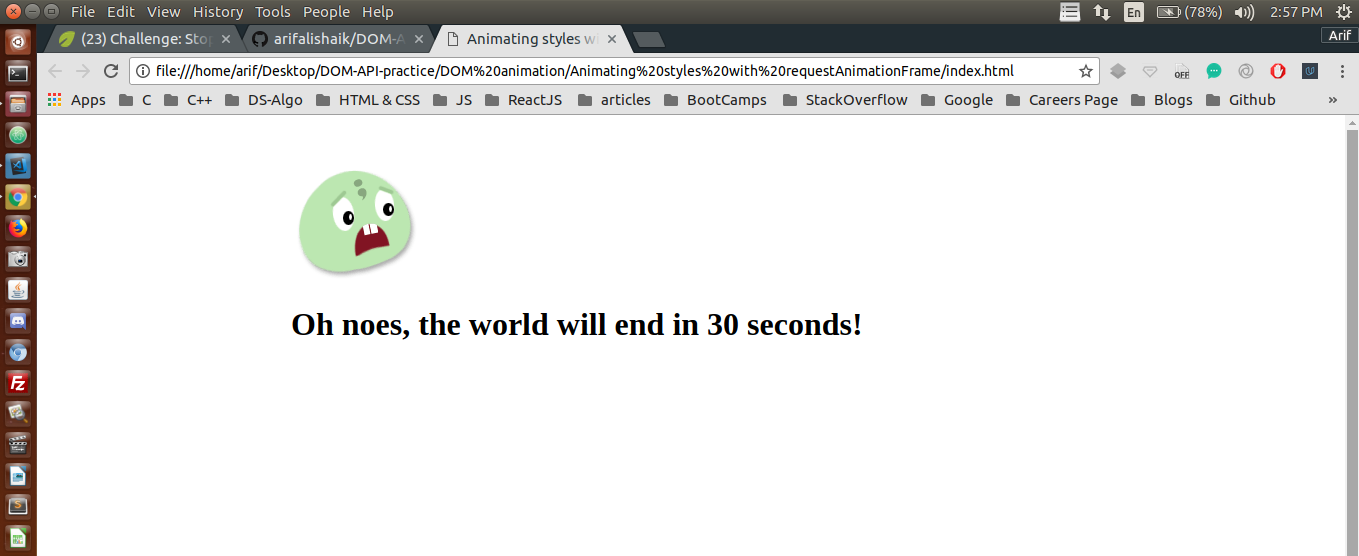 File Edit View History Tools People Help
En (78%) 2:57 PM
(23) Challenge: Sto
arifalishaik/DOM-A
Animating styles wi
Arif
file:///home/arif/Desktop/DOM-API-practice/DOM%20animation/Animating%20styles%20with%20requestAnimationFrame/index.html
OFF
Apps C C++ DS-Algo HTML & CSS JS ReactJS articles BootCamps StackOverflow Google Careers Page Blogs Github »
Oh noes, the world will end in 30 seconds!
Fz
S